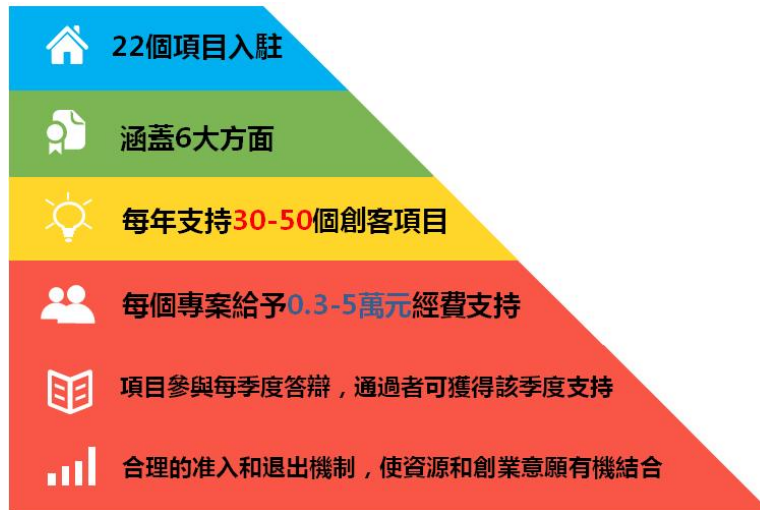 22個項目入駐
涵蓋6大方面
每年支持30-50個創客項目
每個專案給予0.3-5萬元經費支持
項目參與每季度答辯，通過者可獲得該季度支持
合理的准入和退出機制，使資源和創業意願有機結合